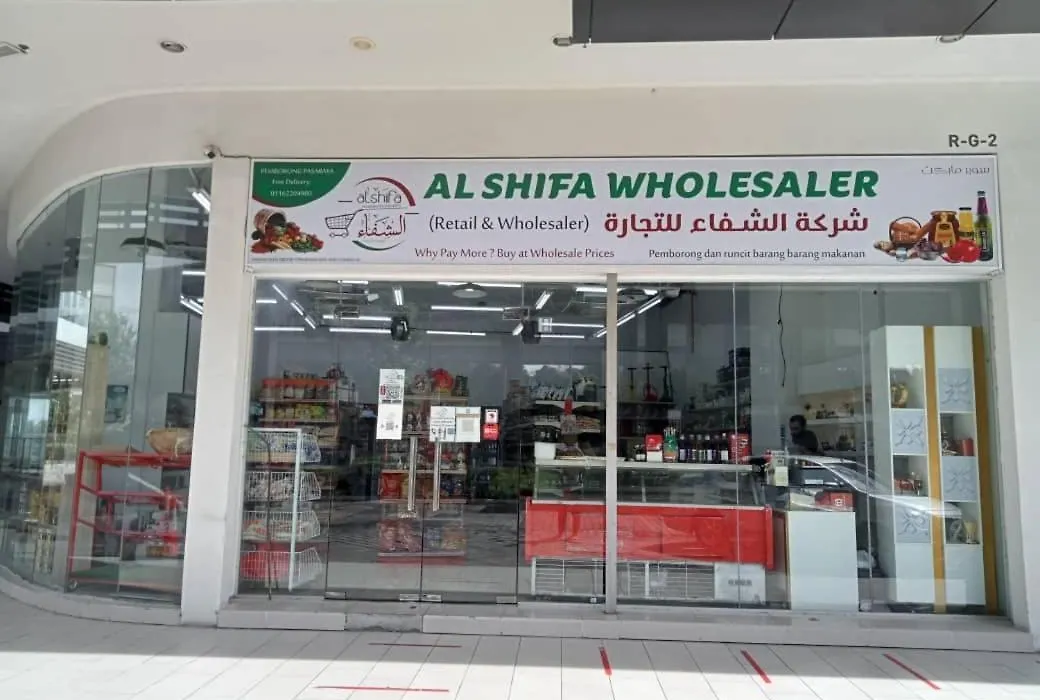 R-G-2
PEMBORONG PASARAYA
Free Delivery:
01162204980
alshifa
الشفاء
AL SHIFA WHOLESALER
سوبر ماركت
(Retail & Wholesaler)
شركة الشفاء للتجارة
Why Pay More ? Buy at Wholesale Prices
Pemborong dan runcit barang barang makanan